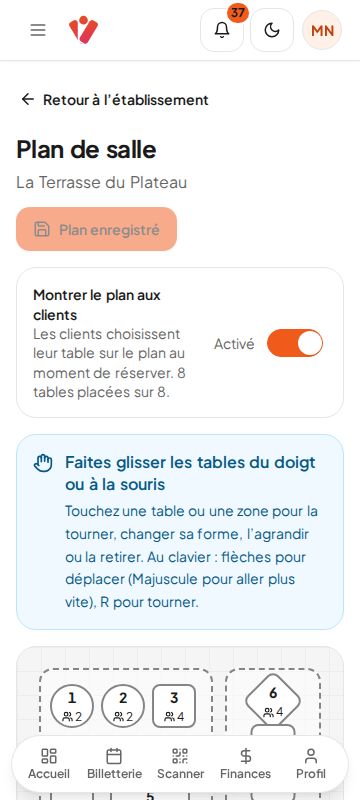 37
MN
Retour à l'établissement
Plan de salle
La Terrasse du Plateau
Plan enregistré
Montrer le plan aux
clients
Les clients choisissent
leur table sur le plan au
moment de réserver. 8
tables placées sur 8.
Activé
Faites glisser les tables du doigt
ou à la souris
Touchez une table ou une zone pour la
tourner, changer sa forme, l'agrandir
ou la retirer. Au clavier : flèches pour
déplacer (Majuscule pour aller plus
vite), R pour tourner.
1
2
3
6
2
2
4
4
Accueil
Billetterie
Scanner
Finances
Profil
5